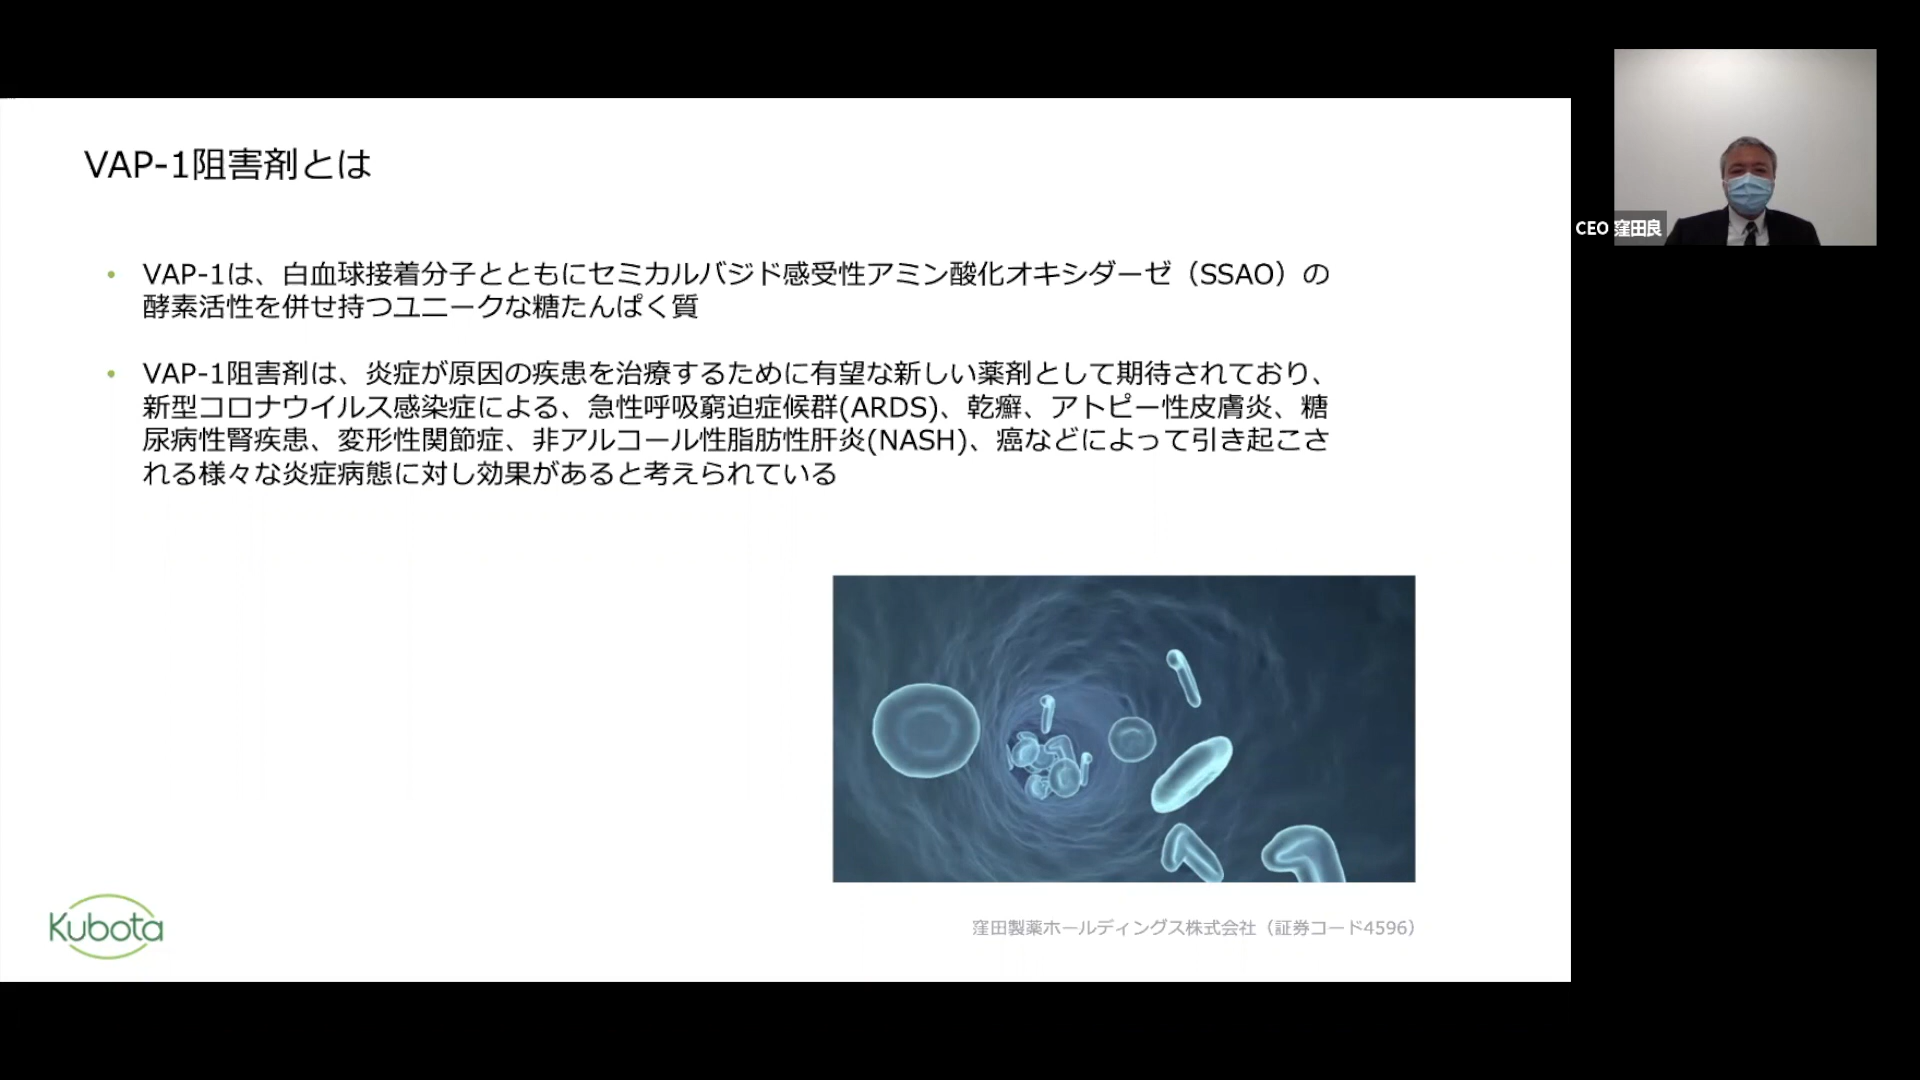 VAP-1阻害剤とは
• VAP-1は、白血球接着分子とともにセミカルバジド感受性アミン酸化オキシダーゼ（SSAO）の
酵素活性を併せ持つユニークな糖たんぱく質
• VAP-1阻害剤は、炎症が原因の疾患を治療するために有望な新しい薬剤として期待されており、
新型コロナウイルス感染症による、急性呼吸窮迫症候群(ARDS)、乾癬、アトピー性皮膚炎、糖
尿病性腎疾患、変形性関節症、非アルコール性脂肪性肝炎(NASH)、癌などによって引き起こさ
れる様々な炎症病態に対し効果があると考えられている
Kubota
窪田製薬ホールディングス株式会社（証券コード4596）
CEO 窪田良